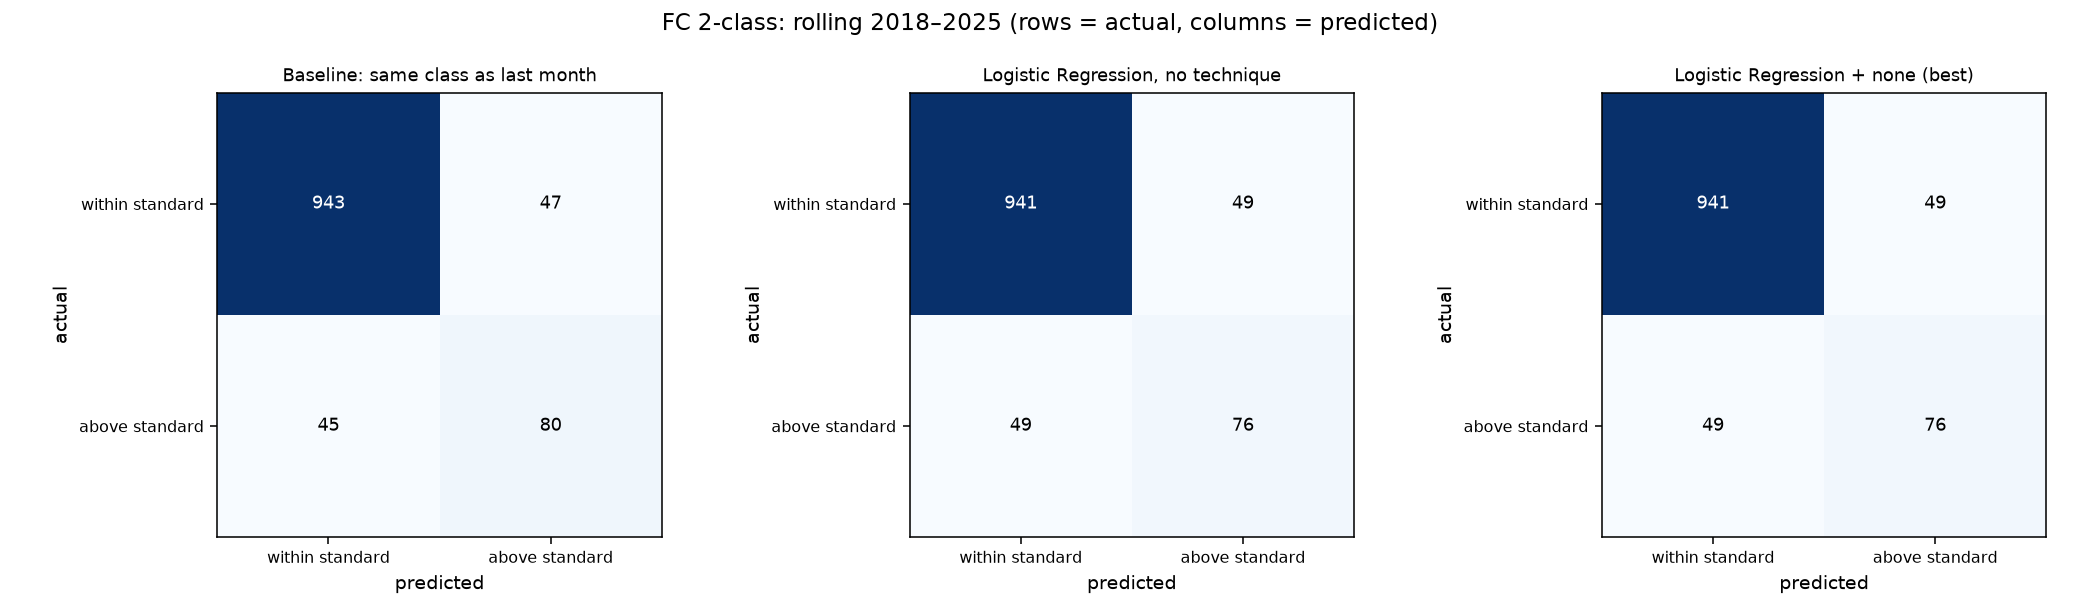 FC 2-class: rolling 2018–2025 (rows = actual, columns = predicted)
Baseline: same class as last month
within standard
943
47
actual
above standard
45
80
within standard
above standard
predicted
Logistic Regression, no technique
within standard
941
49
actual
above standard
49
76
within standard
above standard
predicted
Logistic Regression + none (best)
within standard
941
49
actual
above standard
49
76
within standard
above standard
predicted